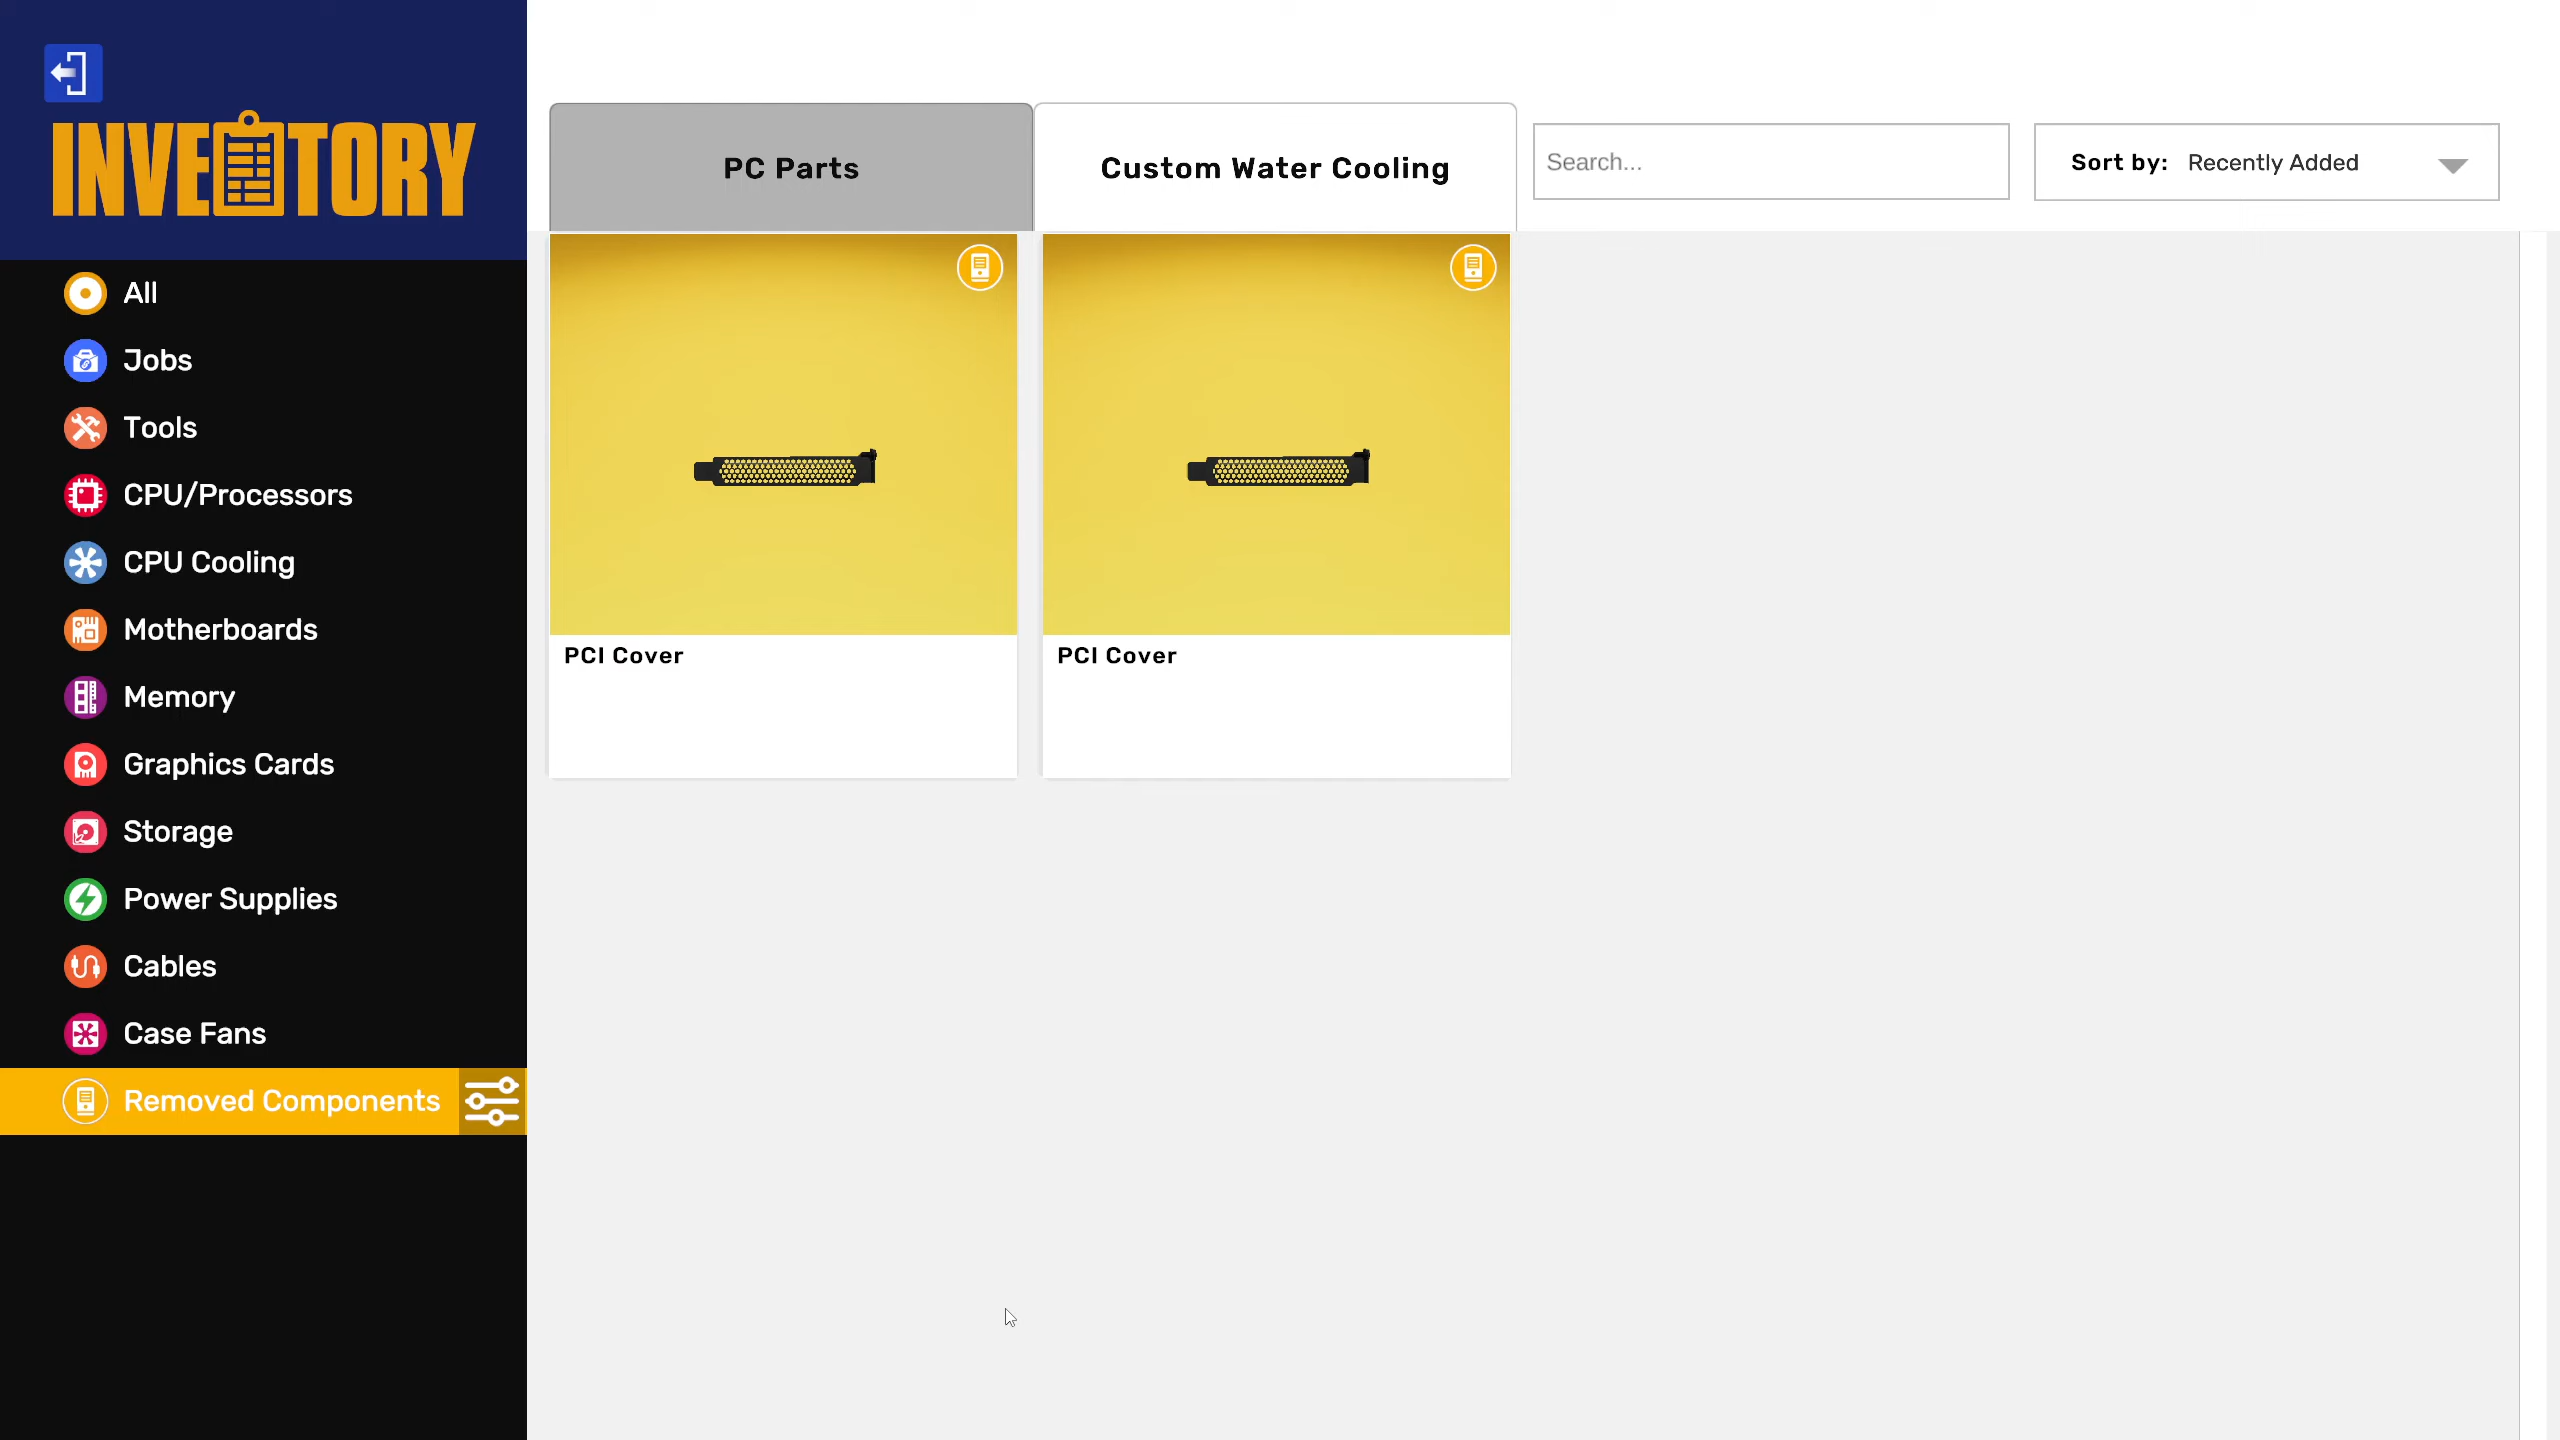 INVENTORY
All
Jobs
Tools
CPU/Processors
CPU Cooling
Motherboards
Memory
Graphics Cards
Storage
Power Supplies
Cables
Case Fans
Removed Components
PC Parts
Custom Water Cooling
Search...
Sort by: Recently Added
PCI Cover
PCI Cover